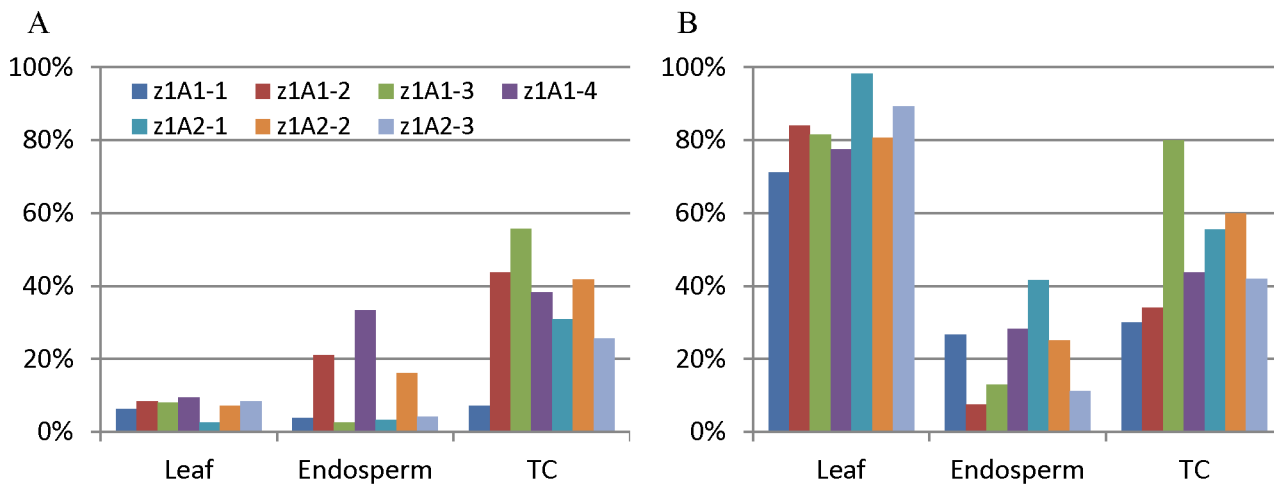 A
100%
80%
60%
40%
20%
0%
z1A1-1 z1A1-2 z1A1-3 z1A1-4
z1A2-1 z1A2-2 z1A2-3
Leaf Endosperm TC
B
100%
80%
60%
40%
20%
0%
Leaf Endosperm TC